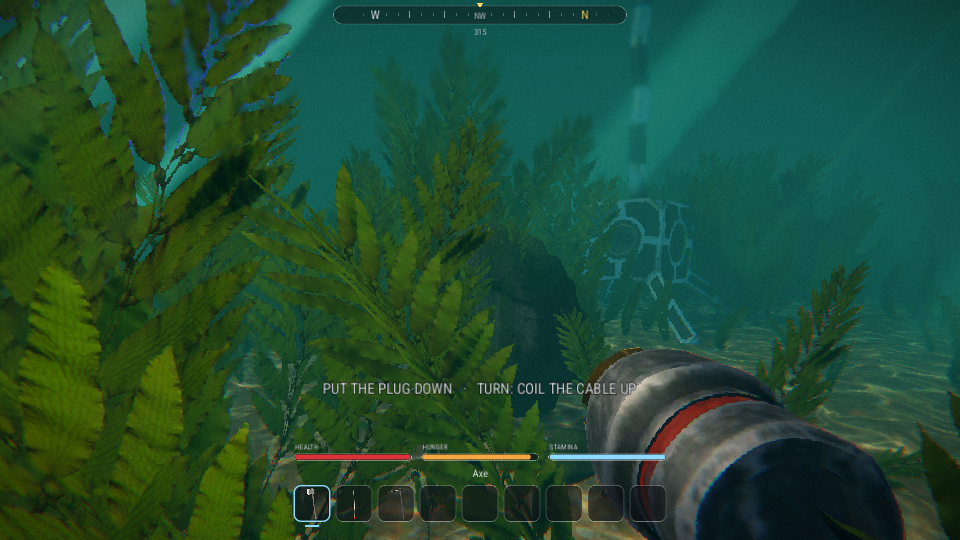 W NW N
315
PUT THE PLUG DOWN · TURN: COIL THE CABLE UP
HEALTH HUNGER STAMINA
Axe